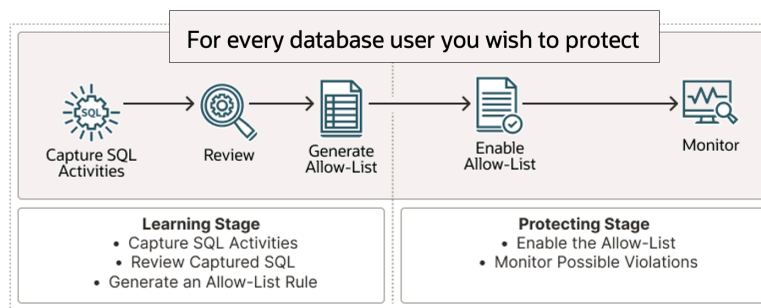 For every database user you wish to protect
SQL
Capture SQL
Activities
Review
Generate
Allow-List
Enable
Allow-List
Monitor
Learning Stage
• Capture SQL Activities
• Review Captured SQL
• Generate an Allow-List Rule
Protecting Stage
• Enable the Allow-List
• Monitor Possible Violations